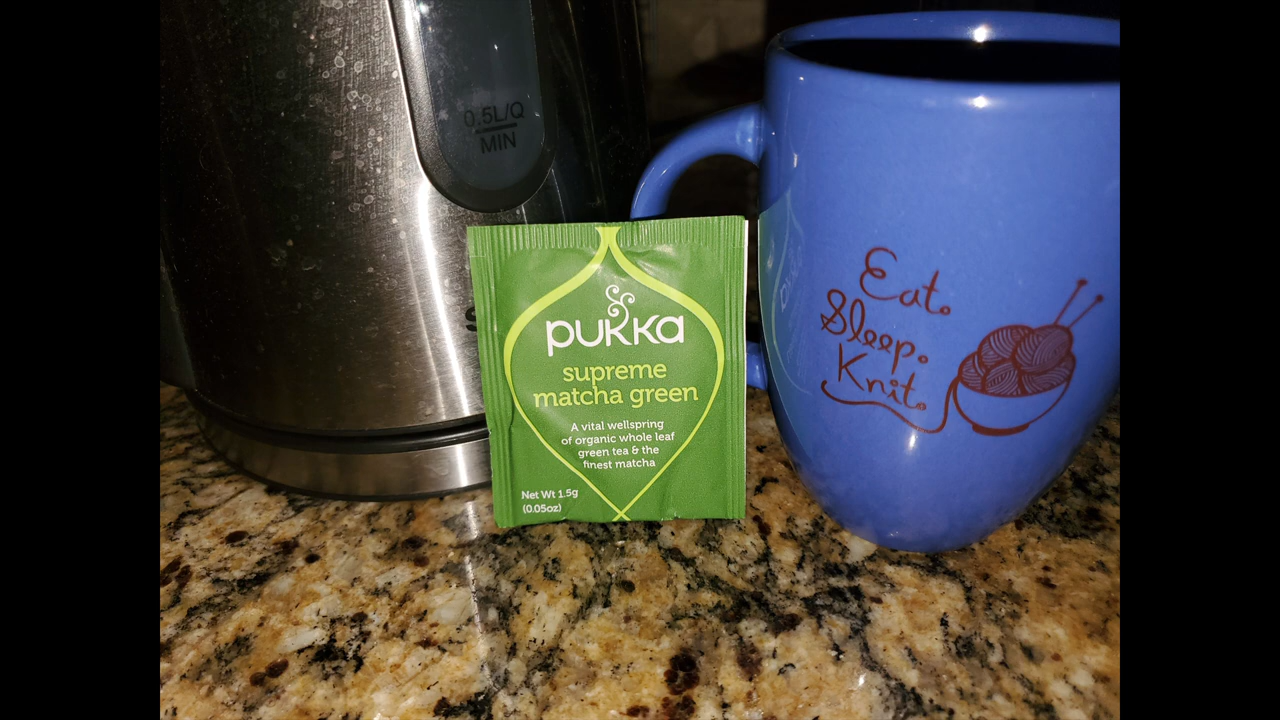 0.5L/Q
MIN
pukka
supreme
matcha green
A vital wellspring
of organic whole leaf
green tea & the
finest matcha
Net Wt 1.5g
(0.05oz)
Eat.
Sleep.
Knit.